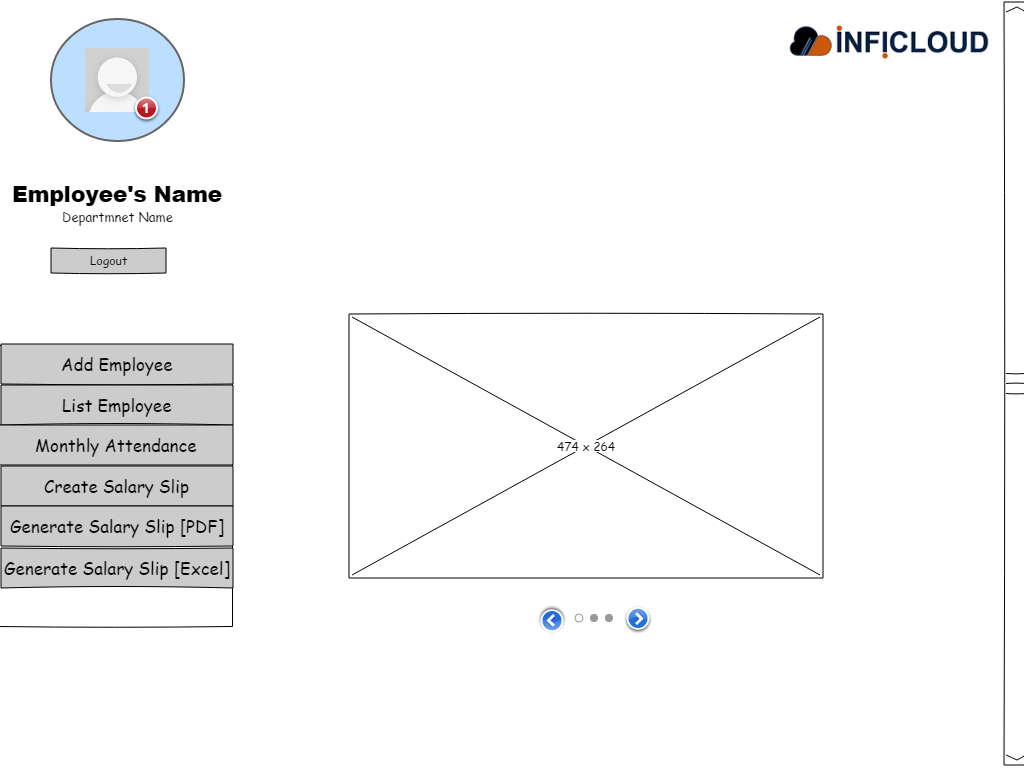 INFICLOUD
1
Employee's Name
Departmnet Name
Logout
Add Employee
List Employee
Monthly Attendance
Create Salary Slip
Generate Salary Slip [PDF]
Generate Salary Slip [Excel]
474 x 264